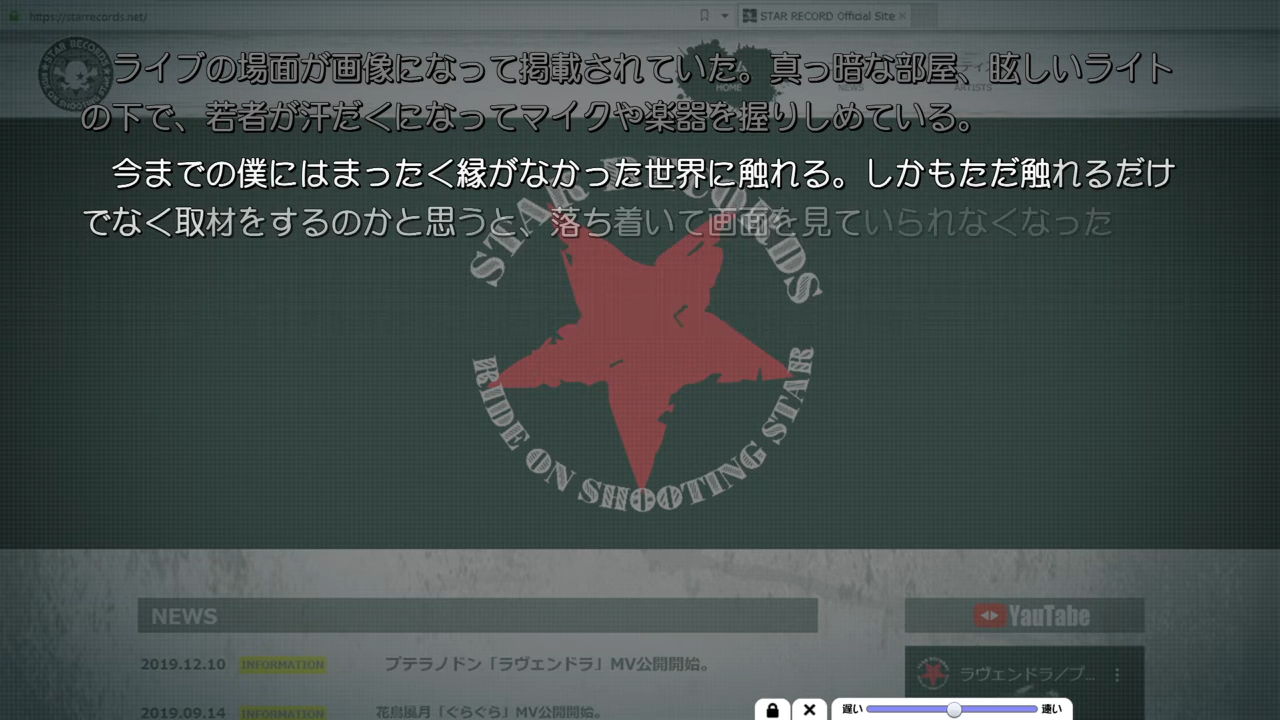 https://starrecords.net/
STAR RECORD Official Site ×
ライブの場面が画像になって掲載されていた。真っ暗な部屋、眩しいライト
の下で、若者が汗だくになってマイクや楽器を握りしめている。
今までの僕にはまったく縁がなかった世界に触れる。しかもただ触れるだけ
でなく取材をするのかと思うと、落ち着いて画面を見ていられなくなった
HOME
NEWS
ARTISTS
STAR RECORDS
RIDE ON SHOOTING STAR
NEWS
YauTabe
2019.12.10 INFORMATION プテラノドン「ラヴェンドラ」MV公開開始。
ラヴェンドラ／プ...
2019.09.14 INFORMATION 花鳥風月「ぐらぐら」MV公開開始。
遅い 速い